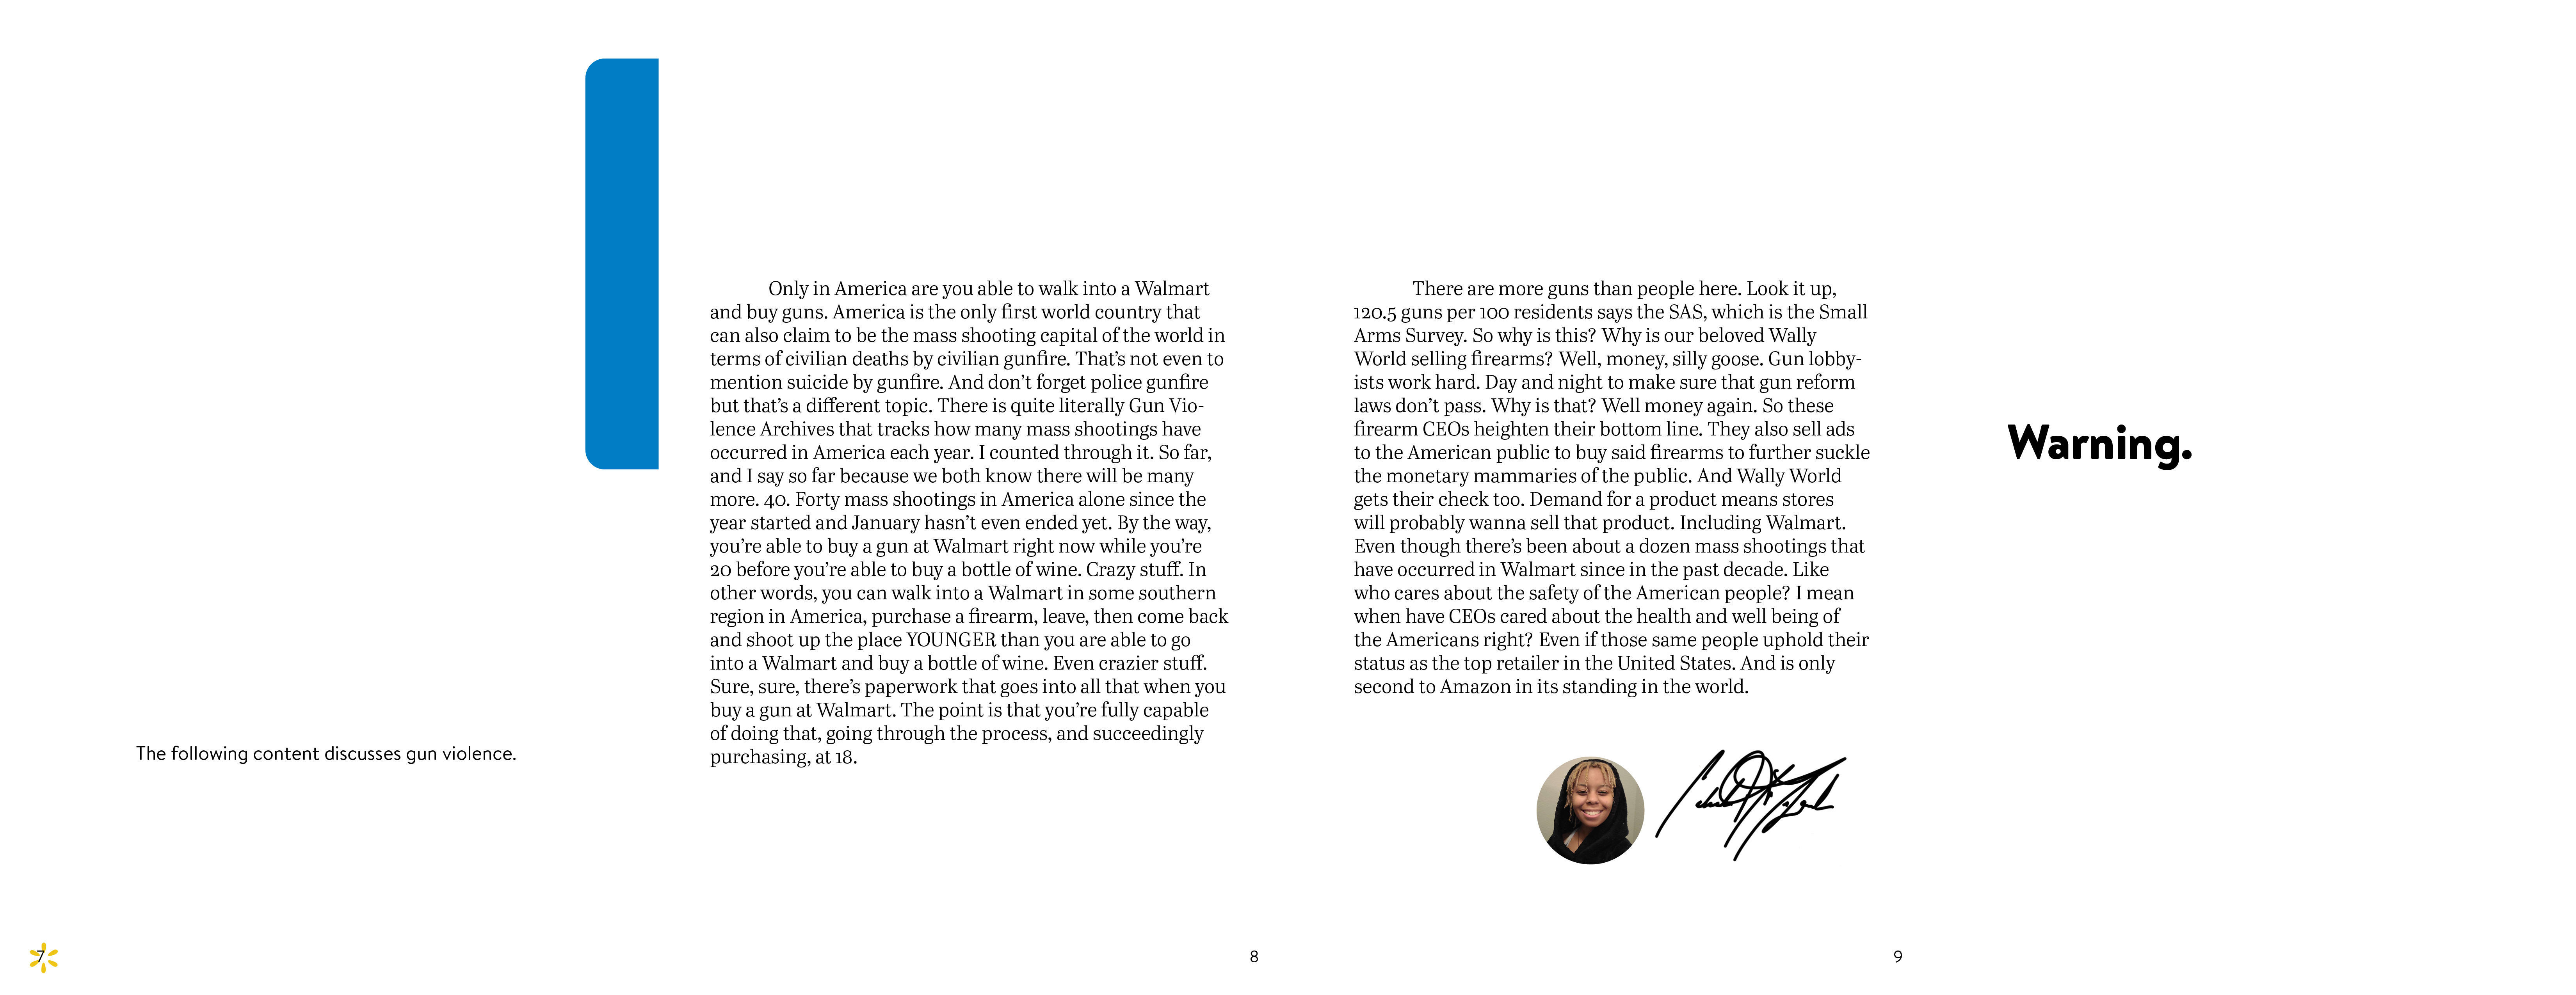 The following content discusses gun violence.
7
Only in America are you able to walk into a Walmart
and buy guns. America is the only first world country that
can also claim to be the mass shooting capital of the world in
terms of civilian deaths by civilian gunfire. That’s not even to
mention suicide by gunfire. And don’t forget police gunfire
but that’s a different topic. There is quite literally Gun Vio-
lence Archives that tracks how many mass shootings have
occurred in America each year. I counted through it. So far,
and I say so far because we both know there will be many
more. 40. Forty mass shootings in America alone since the
year started and January hasn’t even ended yet. By the way,
you’re able to buy a gun at Walmart right now while you’re
20 before you’re able to buy a bottle of wine. Crazy stuff. In
other words, you can walk into a Walmart in some southern
region in America, purchase a firearm, leave, then come back
and shoot up the place YOUNGER than you are able to go
into a Walmart and buy a bottle of wine. Even crazier stuff.
Sure, sure, there’s paperwork that goes into all that when you
buy a gun at Walmart. The point is that you’re fully capable
of doing that, going through the process, and succeedingly
purchasing, at 18.
8
There are more guns than people here. Look it up,
120.5 guns per 100 residents says the SAS, which is the Small
Arms Survey. So why is this? Why is our beloved Wally
World selling firearms? Well, money, silly goose. Gun lobby-
ists work hard. Day and night to make sure that gun reform
laws don’t pass. Why is that? Well money again. So these
firearm CEOs heighten their bottom line. They also sell ads
to the American public to buy said firearms to further suckle
the monetary mammaries of the public. And Wally World
gets their check too. Demand for a product means stores
will probably wanna sell that product. Including Walmart.
Even though there’s been about a dozen mass shootings that
have occurred in Walmart since in the past decade. Like
who cares about the safety of the American people? I mean
when have CEOs cared about the health and well being of
the Americans right? Even if those same people uphold their
status as the top retailer in the United States. And is only
second to Amazon in its standing in the world.
9
Warning.